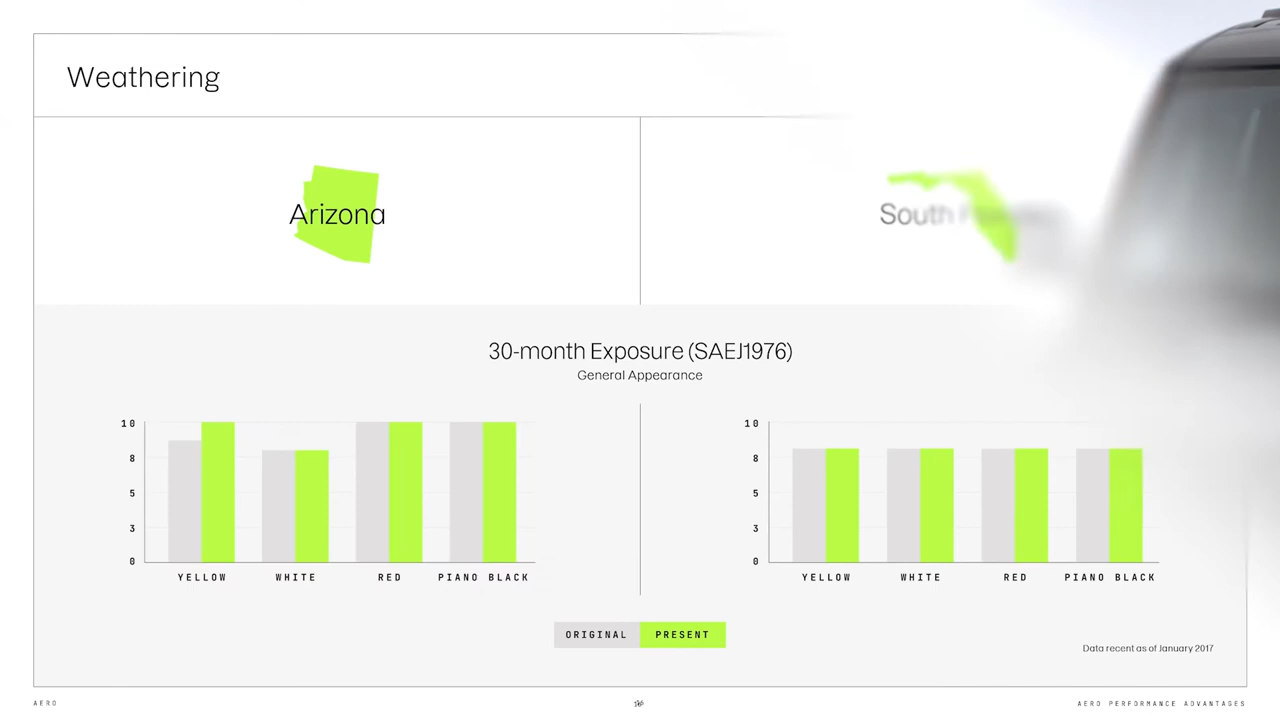 Weathering
Arizona
South
30-month Exposure (SAEJ1976)
General Appearance
10
8
5
3
0
YELLOW WHITE RED PIANO BLACK
10
8
5
3
0
YELLOW WHITE RED PIANO BLACK
ORIGINAL PRESENT
Data recent as of January 2017
AERO
AERO PERFORMANCE ADVANTAGES